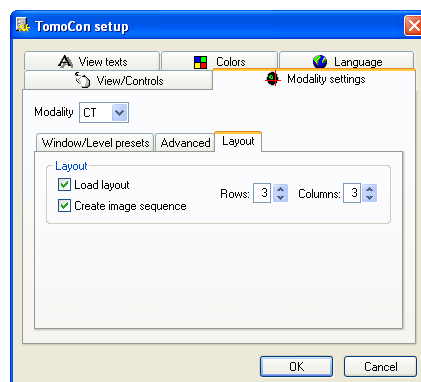 TomoCon setup
View texts
Colors
Language
View/Controls
Modality settings
Modality CT
Window/Level presets Advanced Layout
Layout
Load layout
Rows: 3 Columns: 3
Create image sequence
OK Cancel